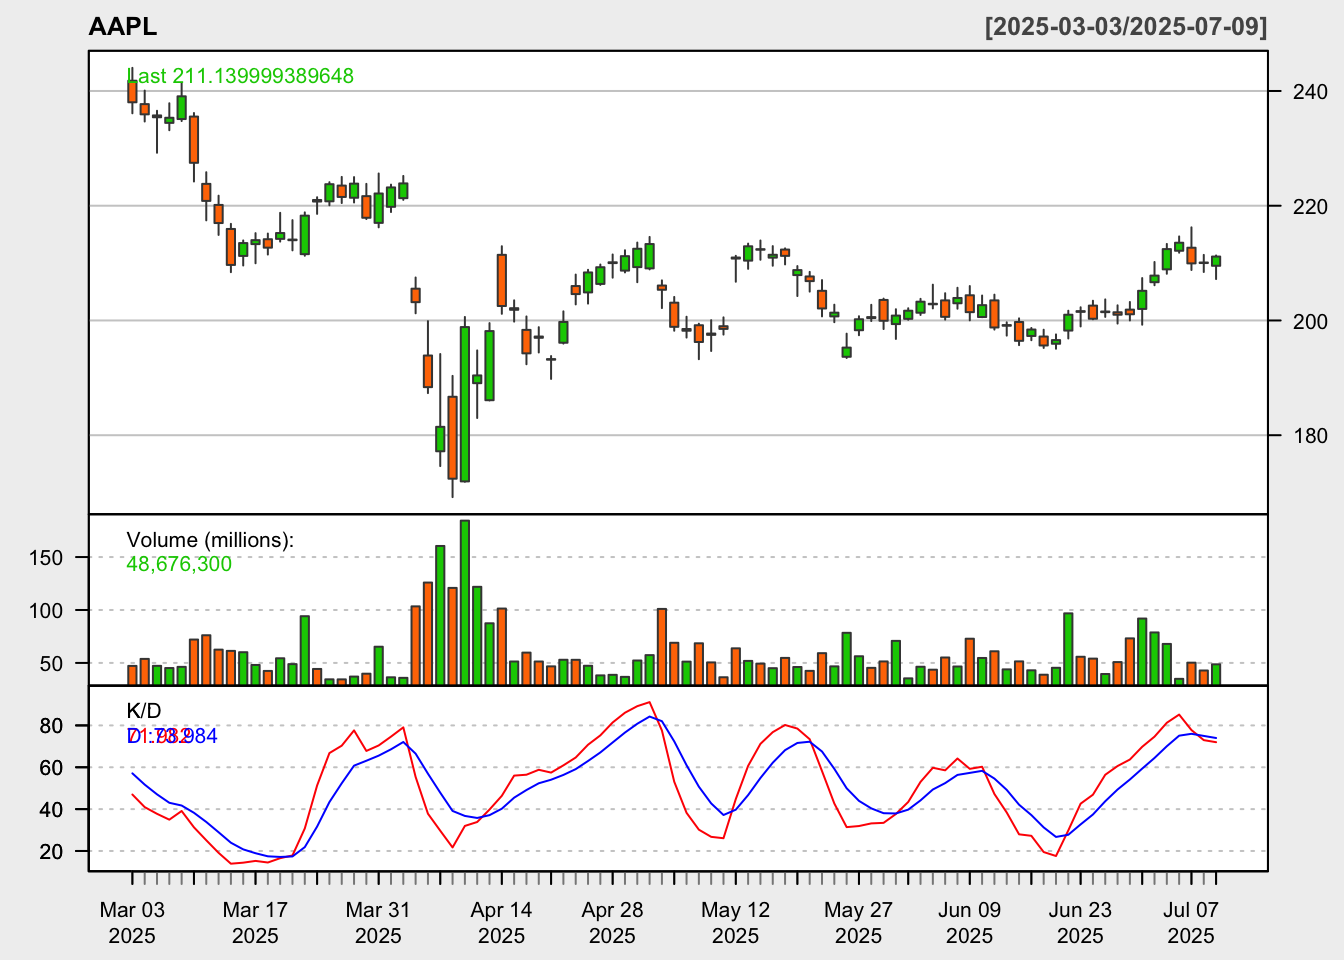 AAPL [2025-03-03/2025-07-09]
Last 211.139999389648
240
220
200
180
Volume (millions):
48,676,300
150
100
50
K/D
80
60
40
20
Mar 03 Mar 17 Mar 31 Apr 14 Apr 28 May 12 May 27 Jun 09 Jun 23 Jul 07
2025 2025 2025 2025 2025 2025 2025 2025 2025 2025